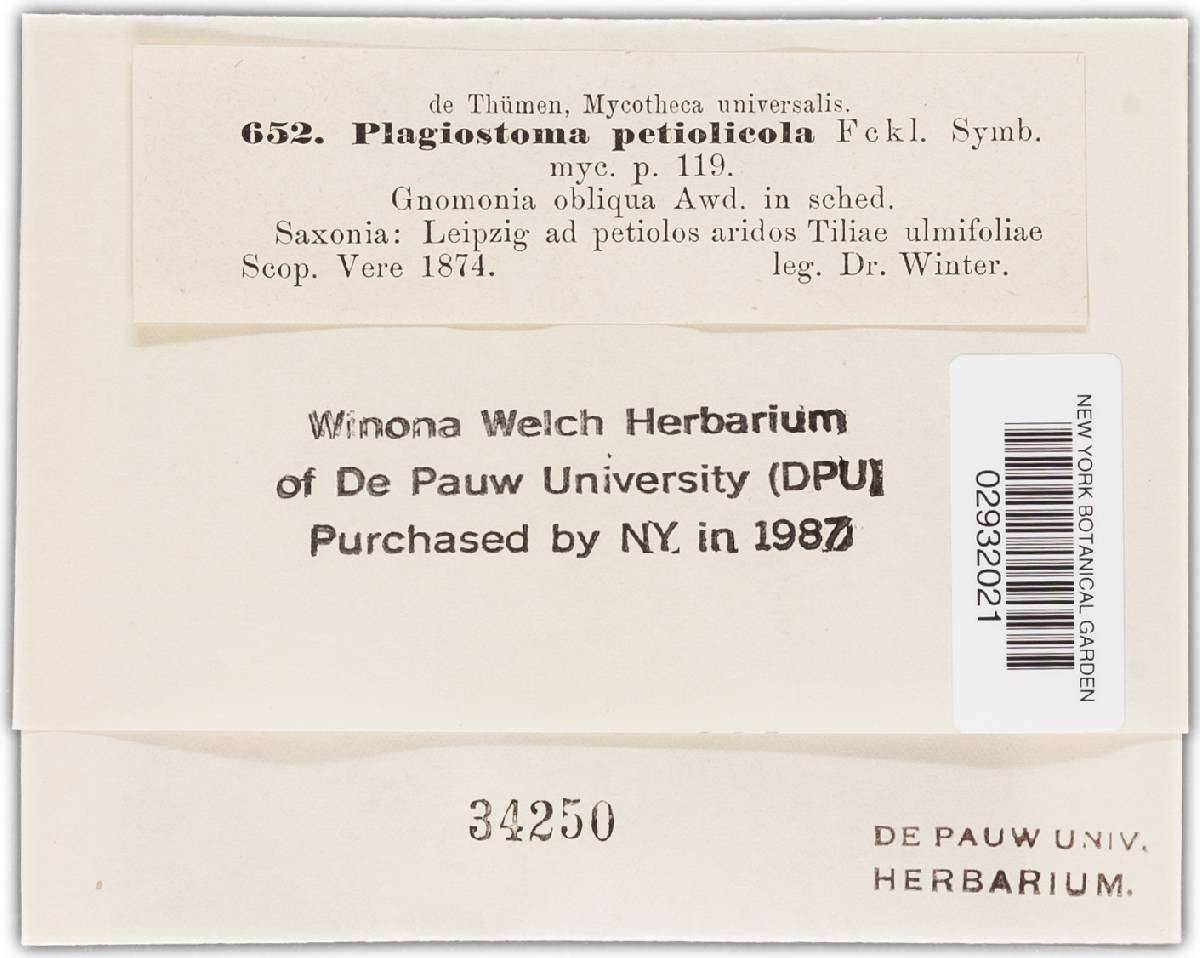 de Thümen, Mycotheca universalis.
652. Plagiostoma petiolicola Fckl. Symb.
myc. p. 119.
Gnomonia obliqua Awd. in sched.
Saxonia: Leipzig ad petiolos aridos Tiliae ulmifoliae
Scop. Vere 1874. leg. Dr. Winter.
Winona Welch Herbarium
of De Pauw University (DPU)
Purchased by NY in 1987
NEW YORK BOTANICAL GARDEN
02932021
34250
DE PAUW UNIV.
HERBARIUM.